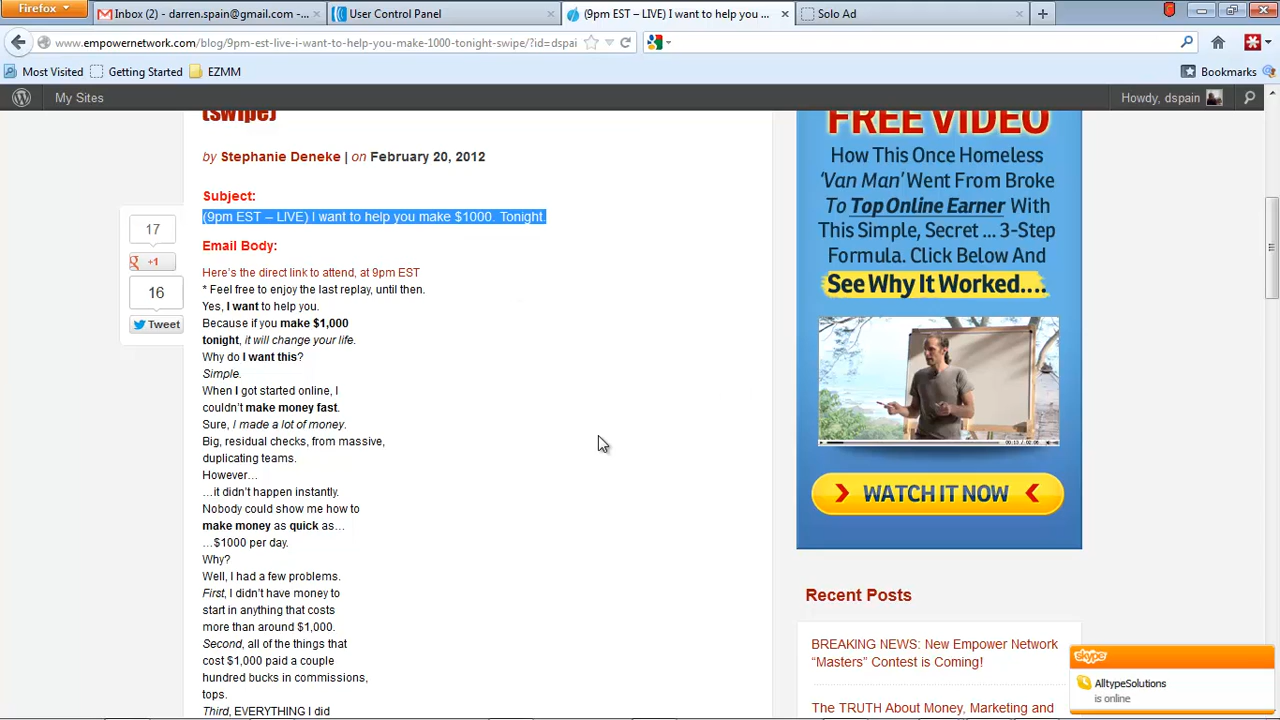 Firefox
Inbox (2) - darren.spain@gmail.com -...
User Control Panel
(9pm EST – LIVE) I want to help you ...
Solo Ad
www.empowernetwork.com/blog/9pm-est-live-i-want-to-help-you-make-1000-tonight-swipe/?id=dspai
Most Visited
Getting Started
EZMM
Bookmarks
My Sites
Howdy, dspain
(swipe)
by Stephanie Deneke | on February 20, 2012
Subject:
(9pm EST – LIVE) I want to help you make $1000. Tonight.
Email Body:
17
+1
16
Tweet
Here's the direct link to attend, at 9pm EST
* Feel free to enjoy the last replay, until then.
Yes, I want to help you.
Because if you make $1,000
tonight, it will change your life.
Why do I want this?
Simple.
When I got started online, I
couldn't make money fast.
Sure, I made a lot of money.
Big, residual checks, from massive,
duplicating teams.
However…
…it didn't happen instantly.
Nobody could show me how to
make money as quick as…
…$1000 per day.
Why?
Well, I had a few problems.
First, I didn't have money to
start in anything that costs
more than around $1,000.
Second, all of the things that
cost $1,000 paid a couple
hundred bucks in commissions,
tops.
Third, EVERYTHING I did
FREE VIDEO
How This Once Homeless
'Van Man' Went From Broke
To Top Online Earner With
This Simple, Secret ... 3-Step
Formula. Click Below And
See Why It Worked....
WATCH IT NOW
Recent Posts
BREAKING NEWS: New Empower Network
"Masters" Contest is Coming!
The TRUTH About Money, Marketing and
skype
AlltypeSolutions
is online